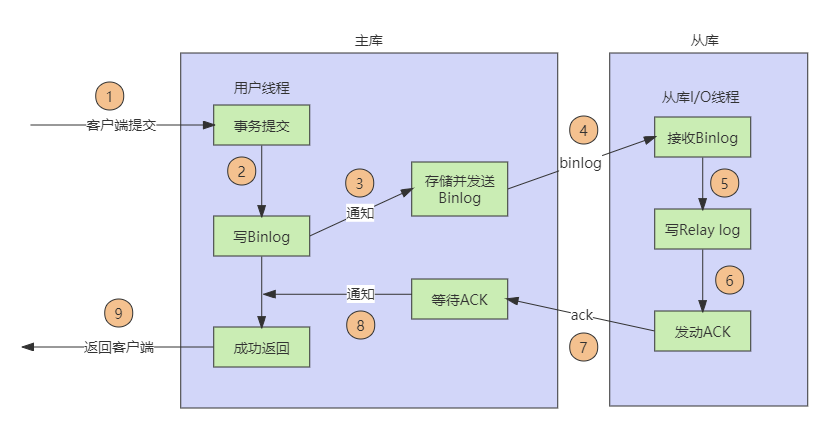 主库
从库
用户线程
从库I/O线程
1
客户端提交
事务提交
2
3
通知
存储并发送
Binlog
4
binlog
接收Binlog
5
写Binlog
写Relay log
6
9
返回客户端
通知
8
等待ACK
ack
7
发动ACK
成功返回